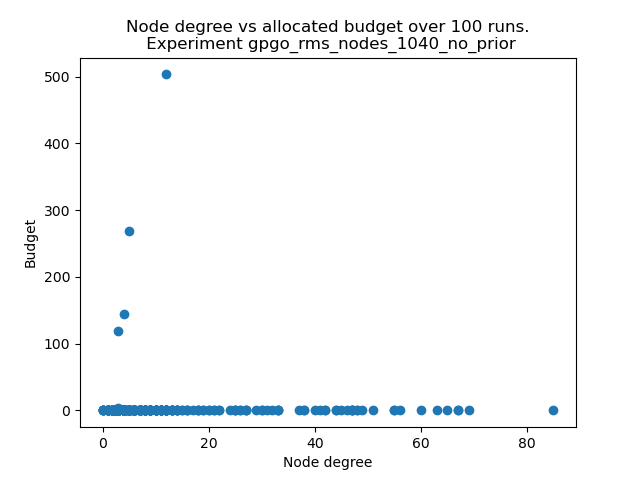 Node degree vs allocated budget over 100 runs.
Experiment gpgo_rms_nodes_1040_no_prior
500
400
300
200
100
0
Budget
0 20 40 60 80
Node degree